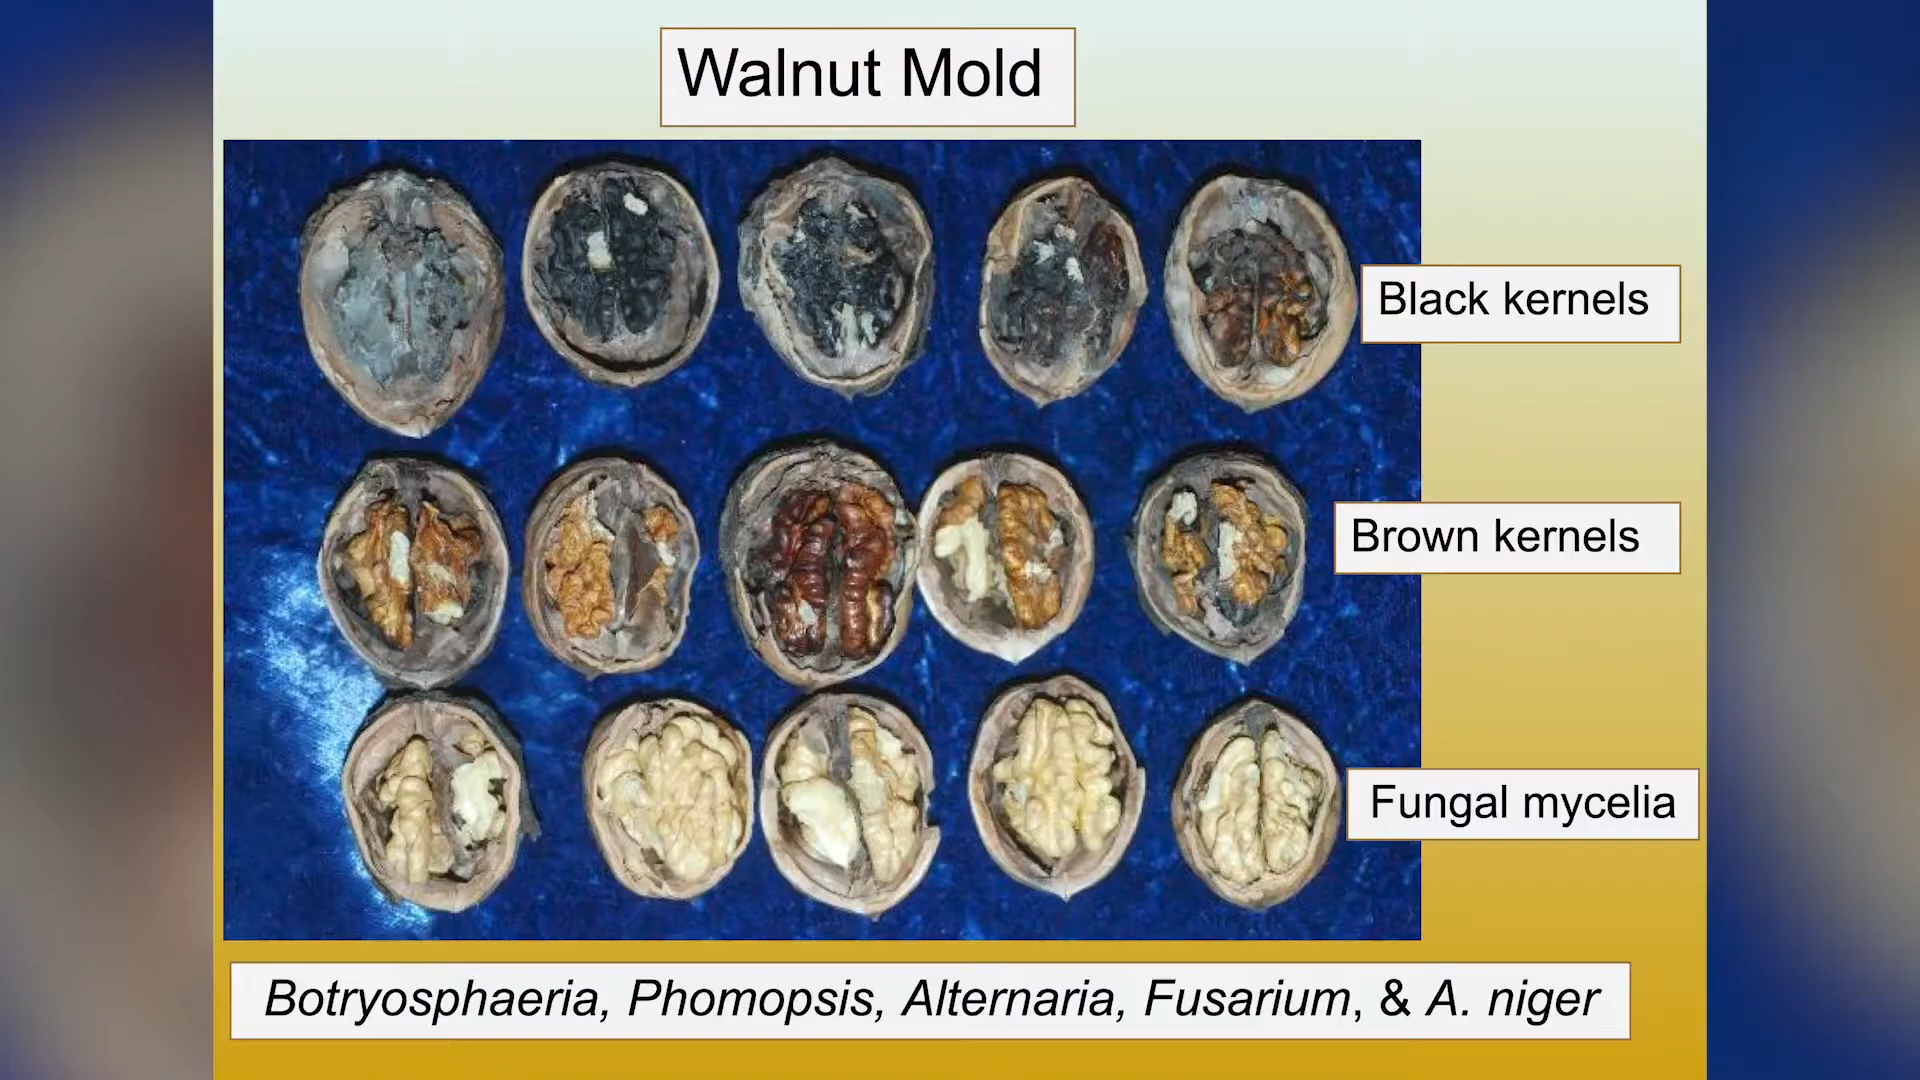 Walnut Mold
Black kernels
Brown kernels
Fungal mycelia
Botryosphaeria, Phomopsis, Alternaria, Fusarium, & A. niger